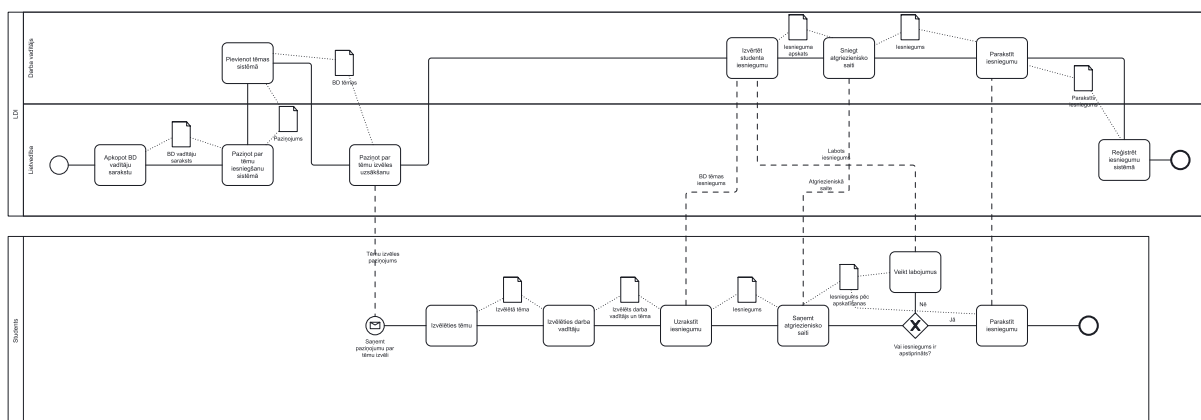 LDI
Darba vadītājs
Lietvedība
Pievienot tēmas
sistēmā
BD tēmas
Paziņojums
Apkopot BD
vadītāju
sarakstu
BD vadītāju
saraksts
Paziņot par
tēmu
iesniegšanu
sistēmā
Paziņot par
tēmu izvēles
uzsākšanu
Izvērtēt
studenta
iesniegumu
Iesnieguma
apskats
Sniegt
atgriezenisko
saiti
Iesniegums
Parakstīt
iesniegumu
Parakstīts
iesniegums
Reģistrēt
iesniegumu
sistēmā
BD tēmas
iesniegums
Labots
iesniegums
Atgriezeniskā
saite
Tēmu izvēles
paziņojums
Students
Saņemt
paziņojumu par
tēmu izvēli
Izvēlēties tēmu
Izvēlētā tēma
Izvēlēties darba
vadītāju
Izvēlēts darba
vadītājs un tēma
Uzrakstīt
iesniegumu
Iesniegums
Saņemt
atgriezenisko
saiti
Iesniegums pēc
apskatīšanas
Veikt labojumus
Nē
Jā
Vai iesniegums ir
apstiprināts?
Parakstīt
iesniegumu